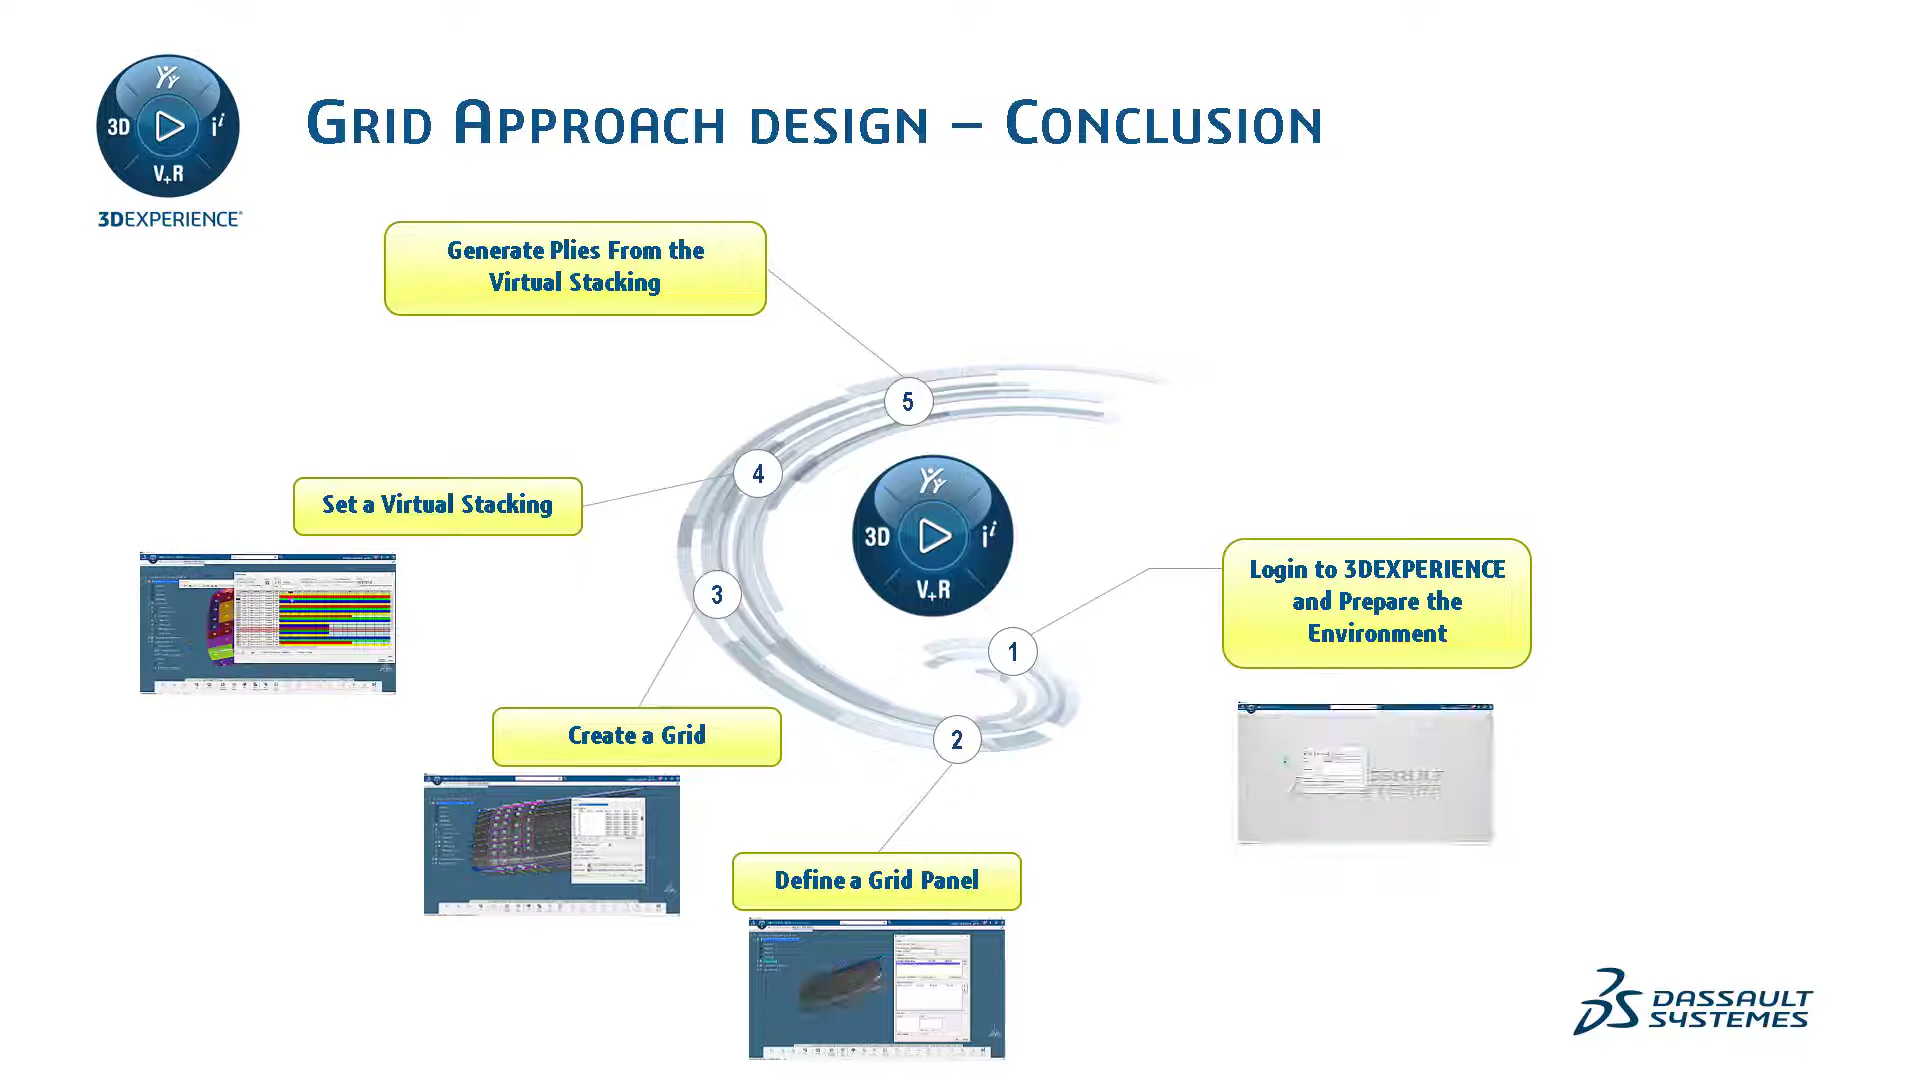 3D
i i
V+R
3DEXPERIENCE®
GRID APPROACH DESIGN – CONCLUSION
Generate Plies From the
Virtual Stacking
5
4
Set a Virtual Stacking
3D
i i
V+R
Login to 3DEXPERIENCE
and Prepare the
Environment
3
1
Create a Grid
2
Define a Grid Panel
DASSAULT
SYSTEMES